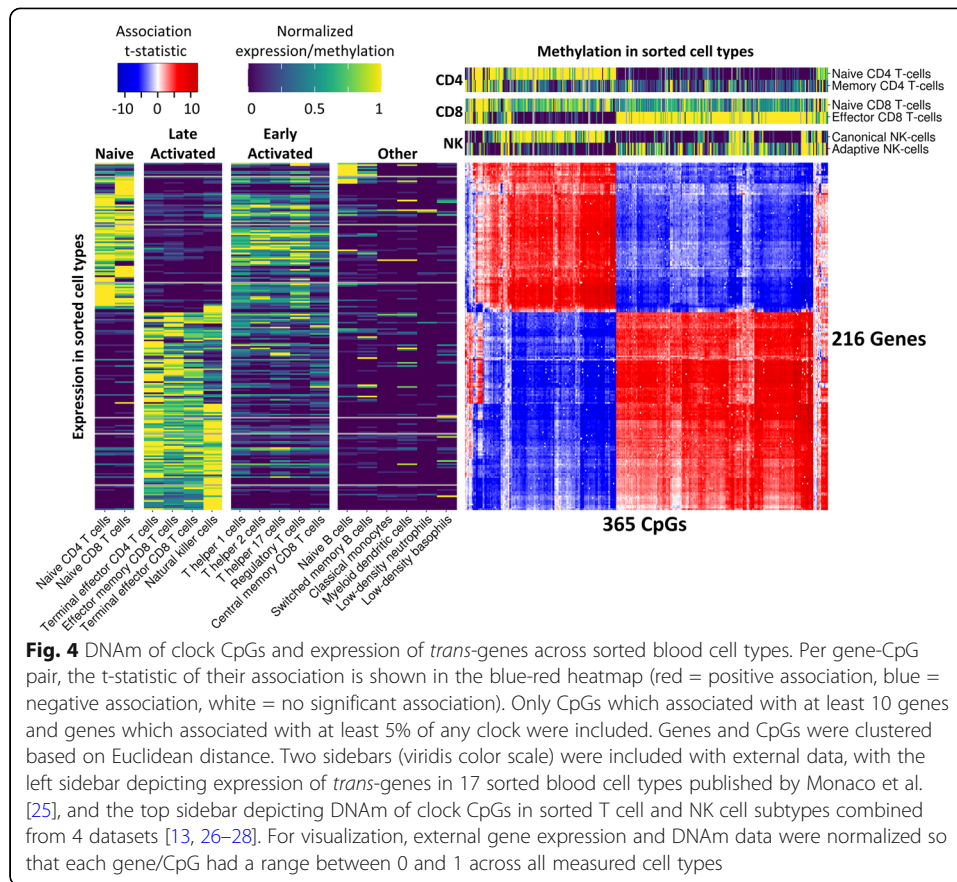 Association
t-statistic
-10 0 10
Normalized
expression/methylation
0 0.5 1
Methylation in sorted cell types
CD4
Naive CD4 T-cells
Memory CD4 T-cells
CD8
Naive CD8 T-cells
Effector CD8 T-cells
NK
Canonical NK-cells
Adaptive NK-cells
Naive
Late
Activated
Early
Activated
Other
Expression in sorted cell types
216 Genes
365 CpGs
Naive CD4 T cells
Naive CD8 T cells
Terminal effector CD4 T cells
Effector memory CD8 T cells
Terminal effector CD8 T cells
Natural killer cells
T helper 1 cells
T helper 2 cells
T helper 17 cells
Regulatory T cells
Central memory CD8 T cells
Naive B cells
Switched memory B cells
Classical monocytes
Myeloid dendritic cells
Low-density neutrophils
Low-density basophils
Fig. 4 DNAm of clock CpGs and expression of trans-genes across sorted blood cell types. Per gene-CpG
pair, the t-statistic of their association is shown in the blue-red heatmap (red = positive association, blue =
negative association, white = no significant association). Only CpGs which associated with at least 10 genes
and genes which associated with at least 5% of any clock were included. Genes and CpGs were clustered
based on Euclidean distance. Two sidebars (viridis color scale) were included with external data, with the
left sidebar depicting expression of trans-genes in 17 sorted blood cell types published by Monaco et al.
[25], and the top sidebar depicting DNAm of clock CpGs in sorted T cell and NK cell subtypes combined
from 4 datasets [13, 26–28]. For visualization, external gene expression and DNAm data were normalized so
that each gene/CpG had a range between 0 and 1 across all measured cell types